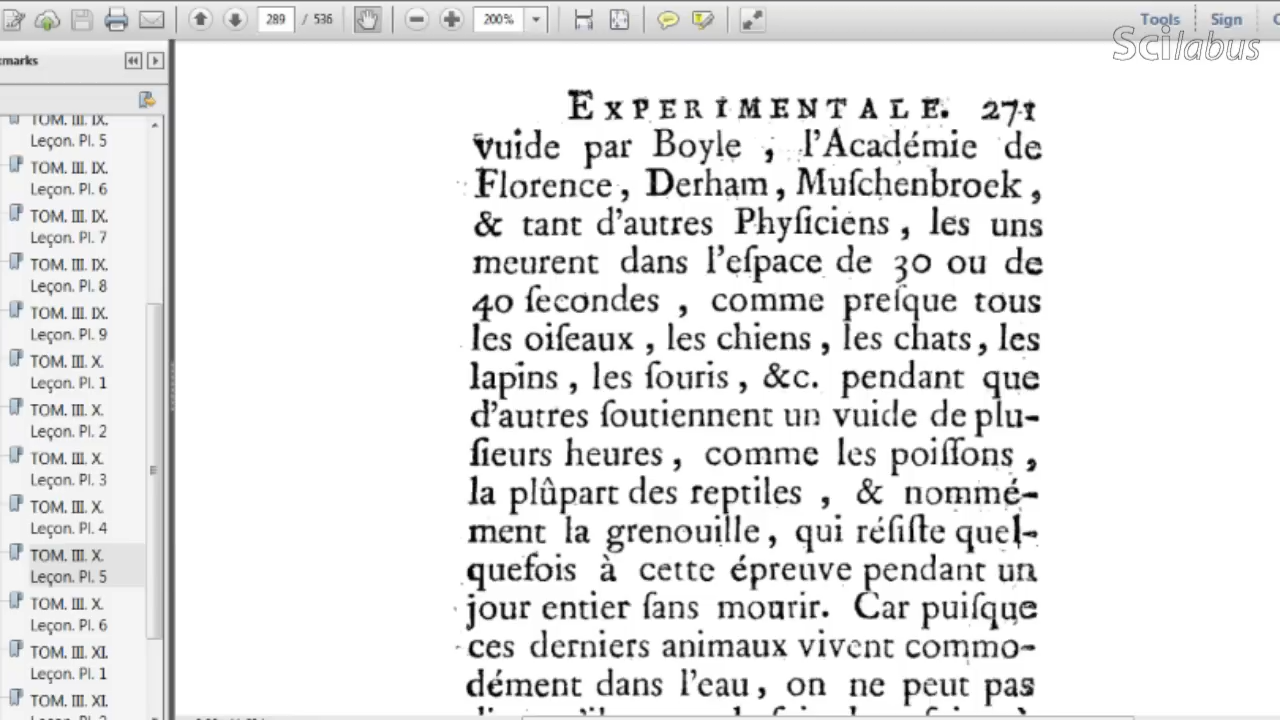 289 / 536
200%
Tools
Sign
Scilabus
marks
TOM. III. IX.
Leçon. Pl. 5
TOM. III. IX.
Leçon. Pl. 6
TOM. III. IX.
Leçon. Pl. 7
TOM. III. IX.
Leçon. Pl. 8
TOM. III. IX.
Leçon. Pl. 9
TOM. III. X.
Leçon. Pl. 1
TOM. III. X.
Leçon. Pl. 2
TOM. III. X.
Leçon. Pl. 3
TOM. III. X.
Leçon. Pl. 4
TOM. III. X.
Leçon. Pl. 5
TOM. III. X.
Leçon. Pl. 6
TOM. III. XI.
Leçon. Pl. 1
TOM. III. XI.
EXPERIMENTALE. 271
vuide par Boyle , l'Académie de
Florence , Derham , Muſchenbroek ,
& tant d'autres Phyſiciens , les uns
meurent dans l'eſpace de 30 ou de
40 ſecondes , comme preſque tous
les oiſeaux , les chiens , les chats , les
lapins , les ſouris , &c. pendant que
d'autres ſoutiennent un vuide de plu-
ſieurs heures , comme les poiſſons ,
la plûpart des reptiles , & nommé-
ment la grenouille , qui réſiſte quel-
quefois à cette épreuve pendant un
jour entier ſans mourir. Car puiſque
ces derniers animaux vivent commo-
dément dans l'eau , on ne peut pas